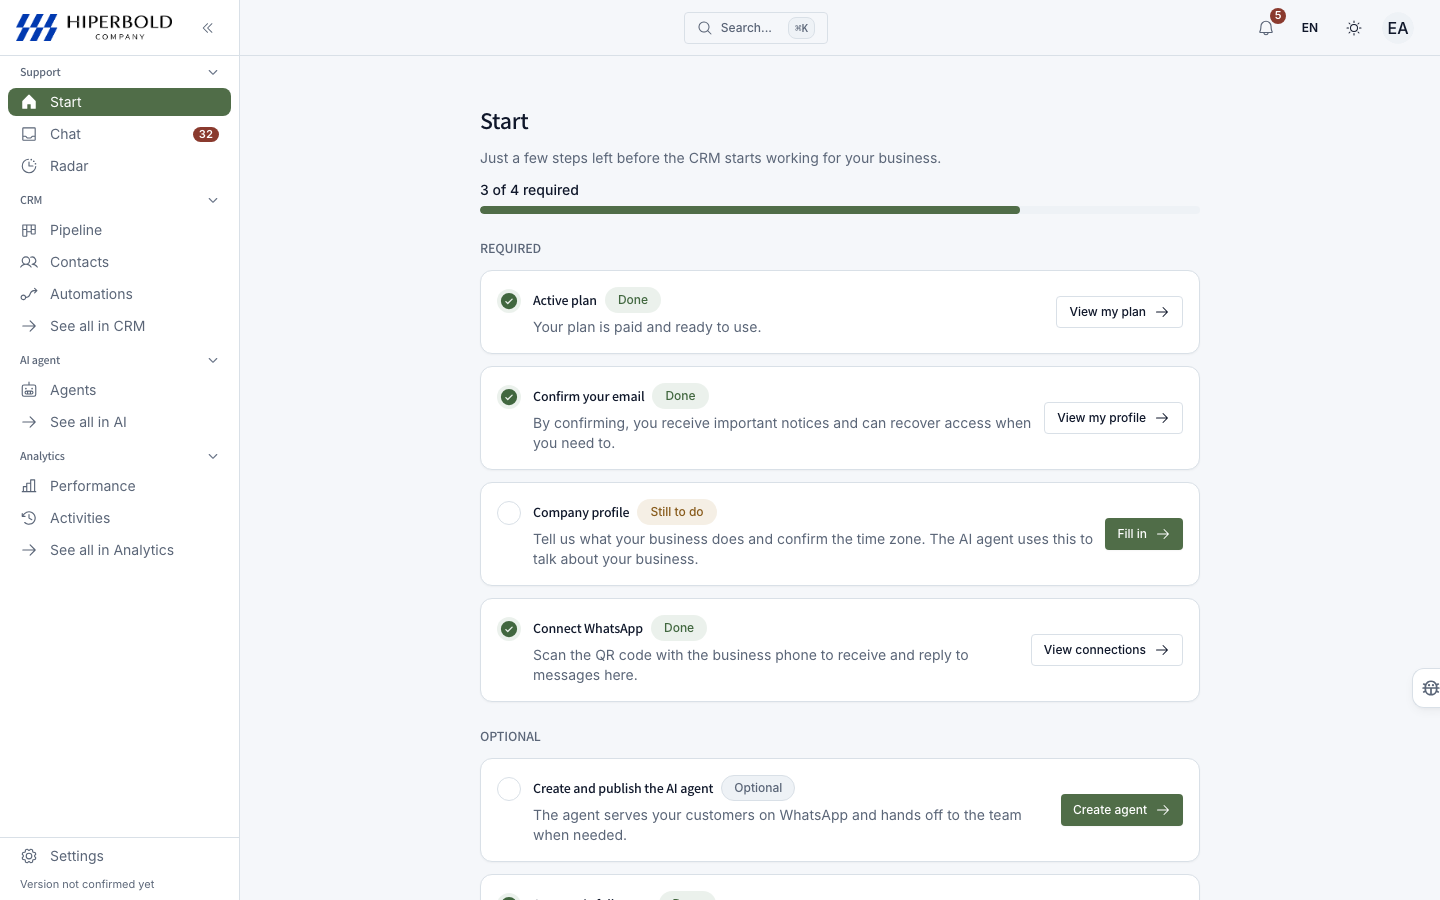 HIPERBOLD
COMPANY
Search...
⌘K
5
EN
EA
Support
Start
Chat
32
Radar
CRM
Pipeline
Contacts
Automations
See all in CRM
AI agent
Agents
See all in AI
Analytics
Performance
Activities
See all in Analytics
Settings
Version not confirmed yet
Start
Just a few steps left before the CRM starts working for your business.
3 of 4 required
REQUIRED
Active plan
Done
Your plan is paid and ready to use.
View my plan
Confirm your email
Done
By confirming, you receive important notices and can recover access when
you need to.
View my profile
Company profile
Still to do
Tell us what your business does and confirm the time zone. The AI agent uses this to
talk about your business.
Fill in
Connect WhatsApp
Done
Scan the QR code with the business phone to receive and reply to
messages here.
View connections
OPTIONAL
Create and publish the AI agent
Optional
The agent serves your customers on WhatsApp and hands off to the team
when needed.
Create agent